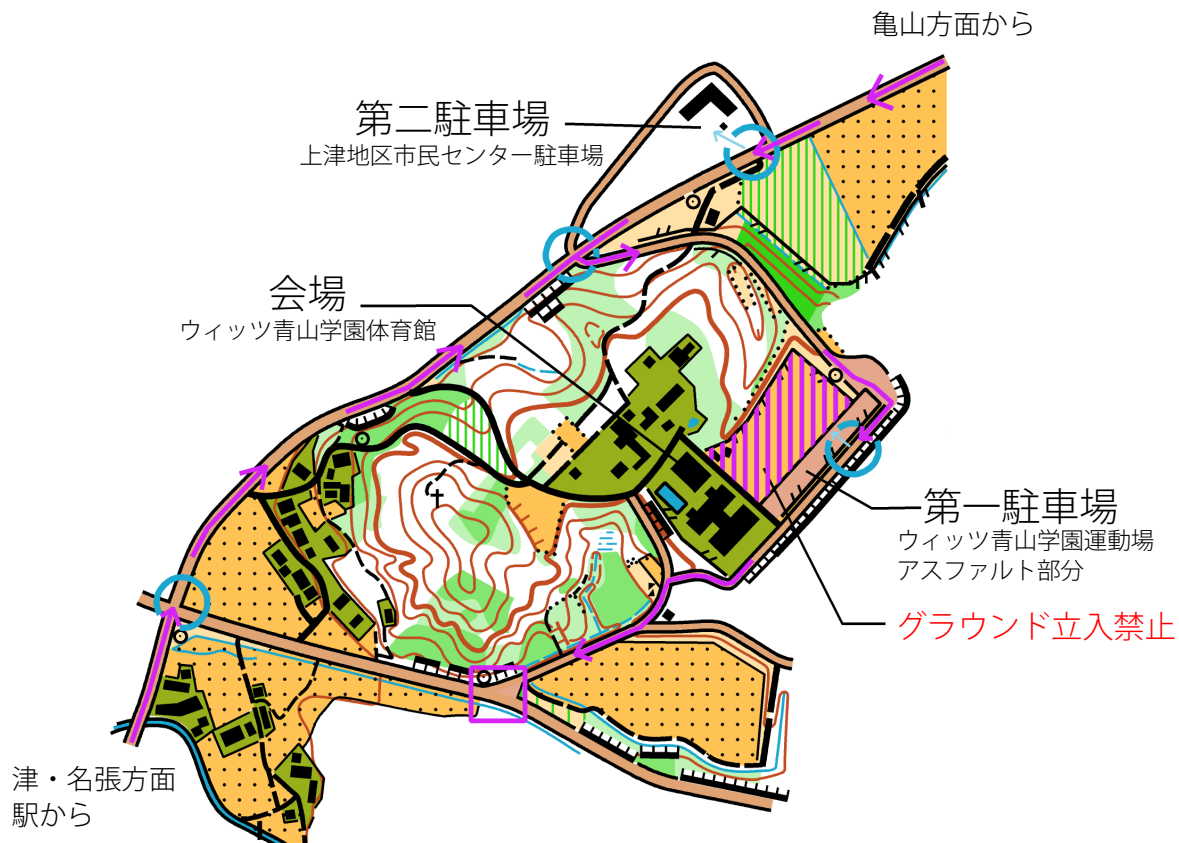 亀山方面から
第二駐車場
上津地区市民センター駐車場
会場
ウィッツ青山学園体育館
第一駐車場
ウィッツ青山学園運動場
アスファルト部分
グラウンド立入禁止
津・名張方面
駅から